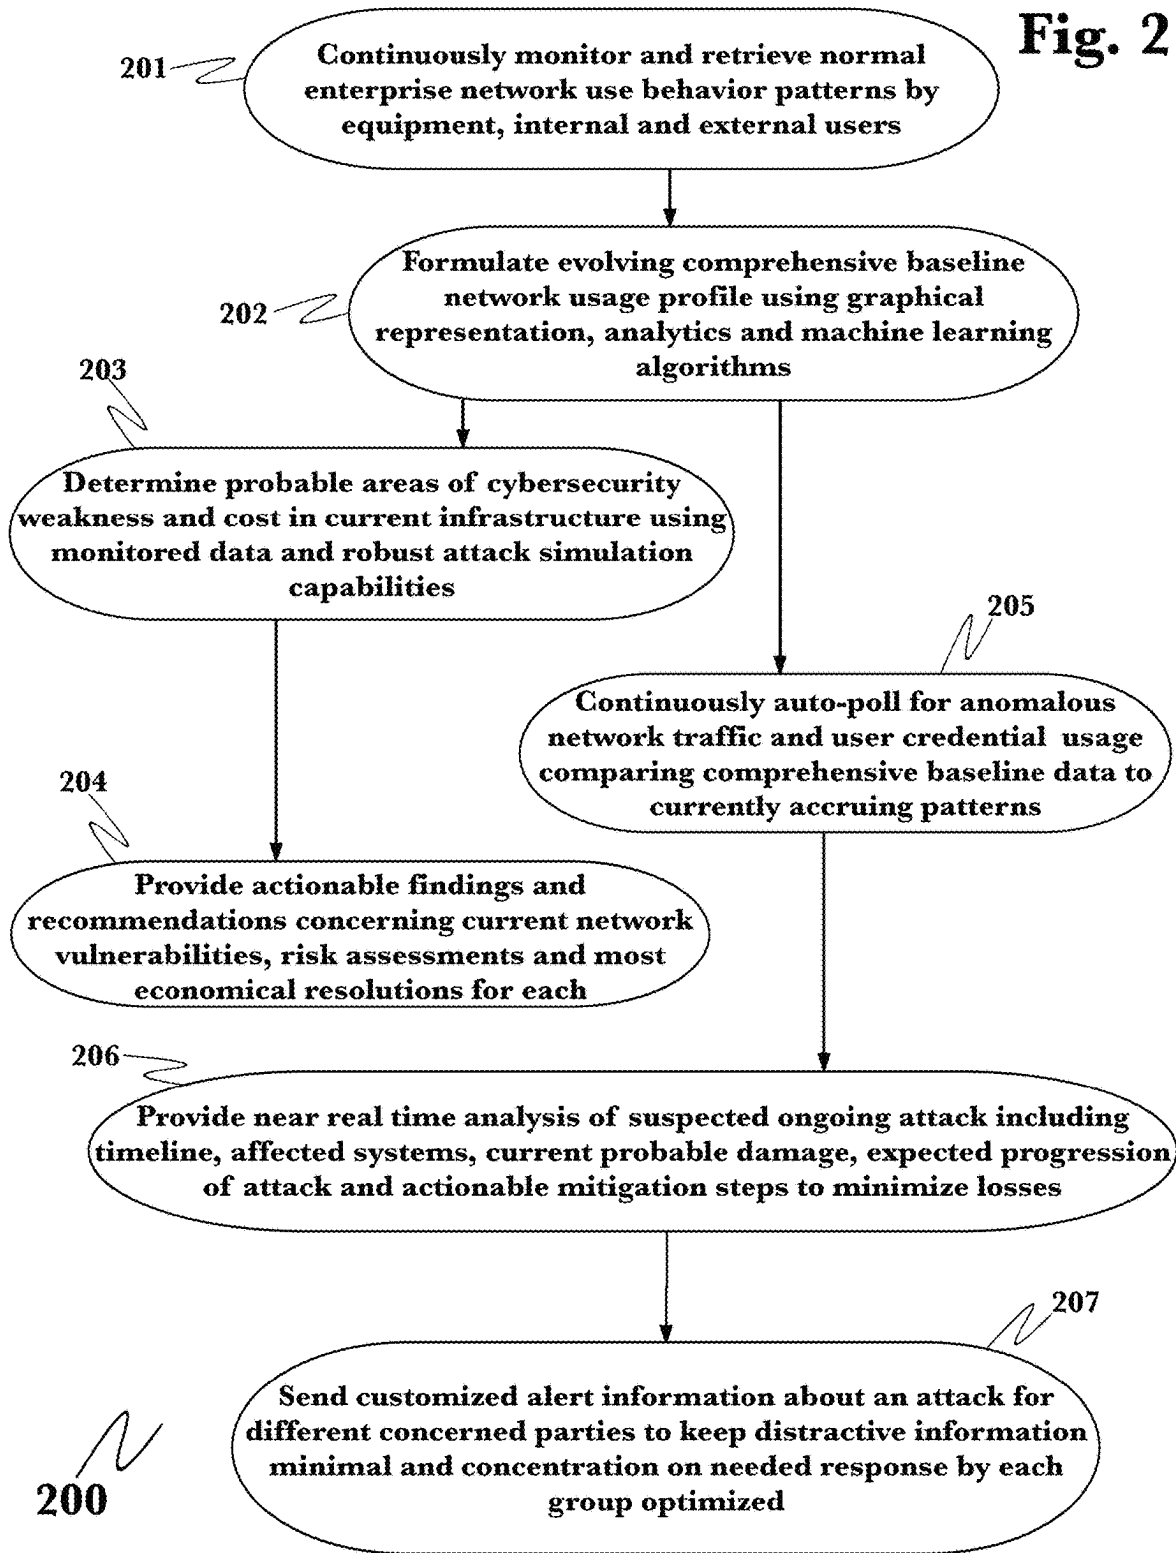 Fig. 2
201
Continuously monitor and retrieve normal
enterprise network use behavior patterns by
equipment, internal and external users
202
Formulate evolving comprehensive baseline
network usage profile using graphical
representation, analytics and machine learning
algorithms
203
Determine probable areas of cybersecurity
weakness and cost in current infrastructure using
monitored data and robust attack simulation
capabilities
205
Continuously auto-poll for anomalous
network traffic and user credential usage
comparing comprehensive baseline data to
currently accruing patterns
204
Provide actionable findings and
recommendations concerning current network
vulnerabilities, risk assessments and most
economical resolutions for each
206
Provide near real time analysis of suspected ongoing attack including
timeline, affected systems, current probable damage, expected progression
of attack and actionable mitigation steps to minimize losses
207
Send customized alert information about an attack for
different concerned parties to keep distractive information
minimal and concentration on needed response by each
group optimized
200